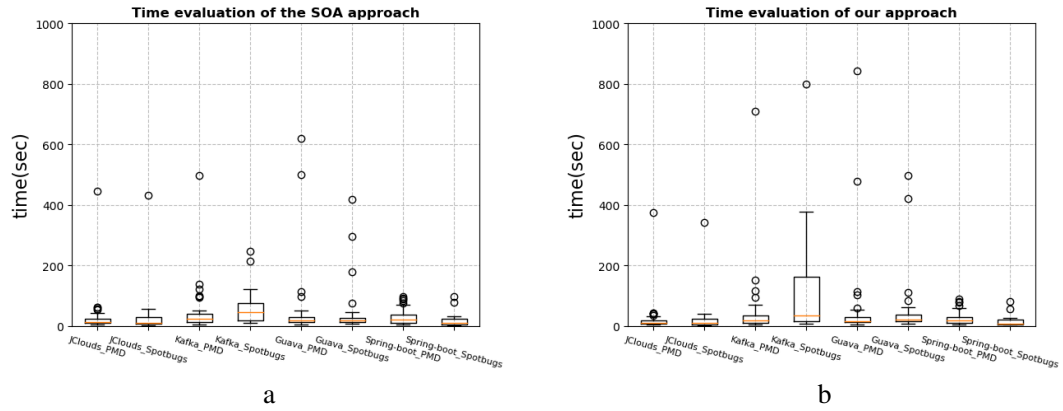 Time evaluation of the SOA approach
1000
800
600
400
200
0
time(sec)
JClouds_PMD
JClouds_Spotbugs
Kafka_PMD
Kafka_Spotbugs
Guava_PMD
Guava_Spotbugs
Spring-boot_PMD
Spring-boot_Spotbugs
a
Time evaluation of our approach
1000
800
600
400
200
0
time(sec)
JClouds_PMD
JClouds_Spotbugs
Kafka_PMD
Kafka_Spotbugs
Guava_PMD
Guava_Spotbugs
Spring-boot_PMD
Spring-boot_Spotbugs
b